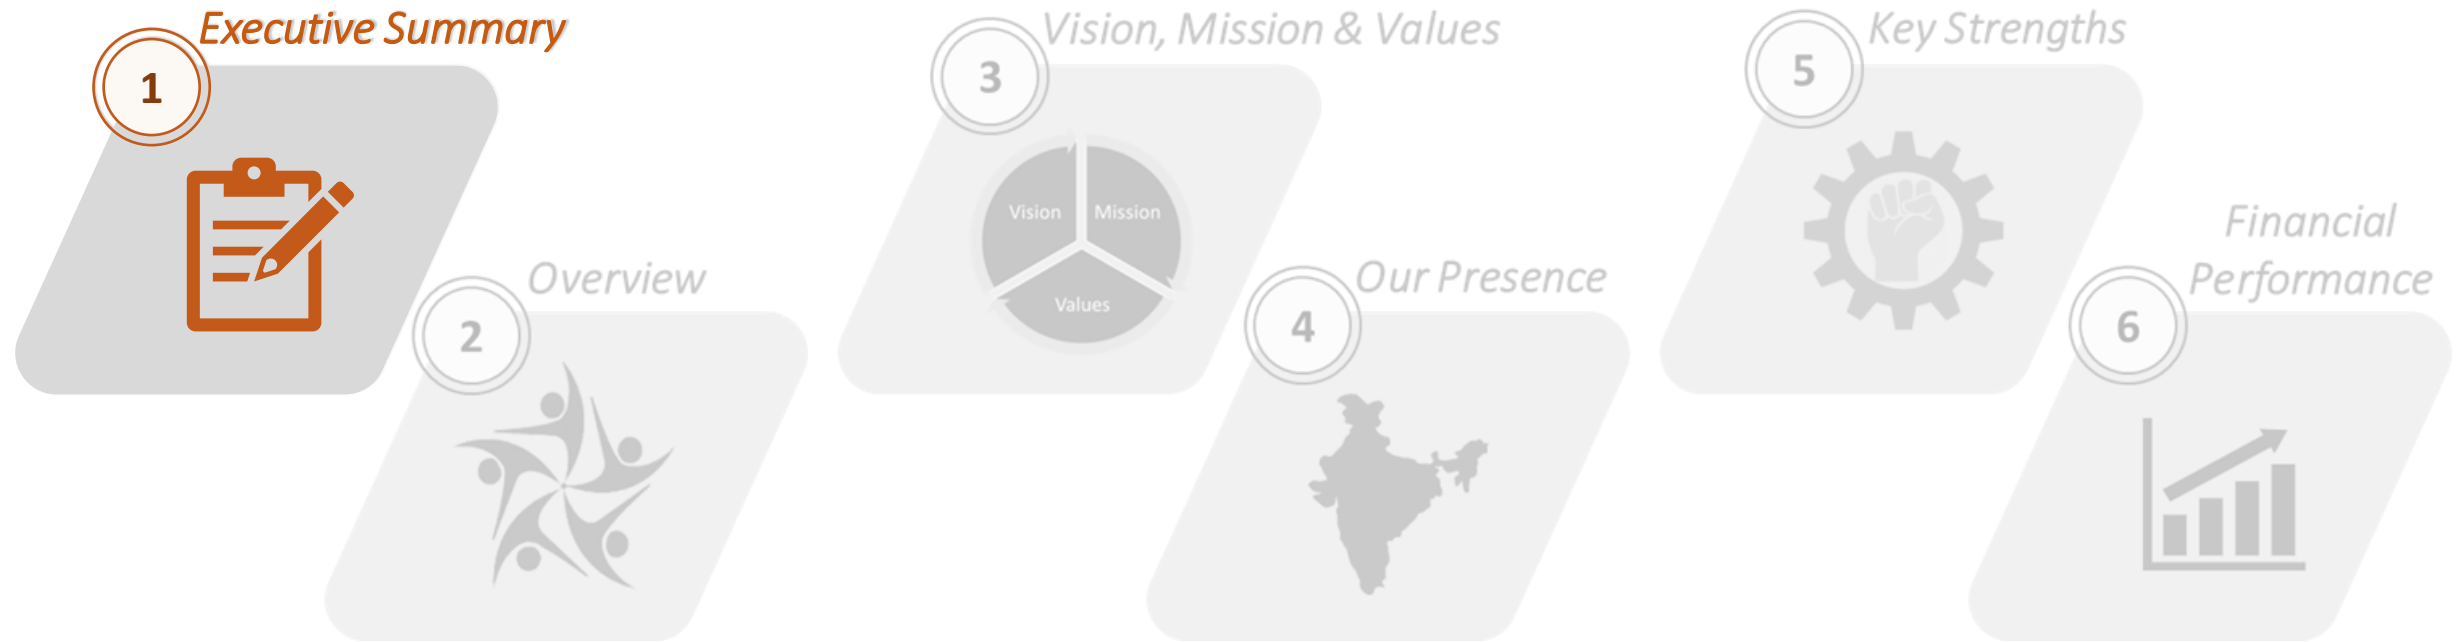 1
Executive Summary
2
Overview
3
Vision, Mission & Values
Vision
Mission
Values
4
Our Presence
5
Key Strengths
6
Financial
Performance